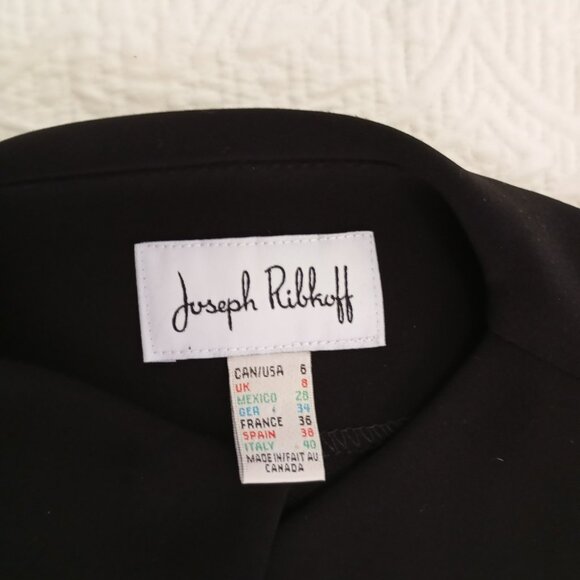 Joseph Ribkoff
CAN/USA 6
UK 8
MEXICO 28
GER 34
FRANCE 36
SPAIN 38
ITALY 40
MADE IN/FAIT AU
CANADA